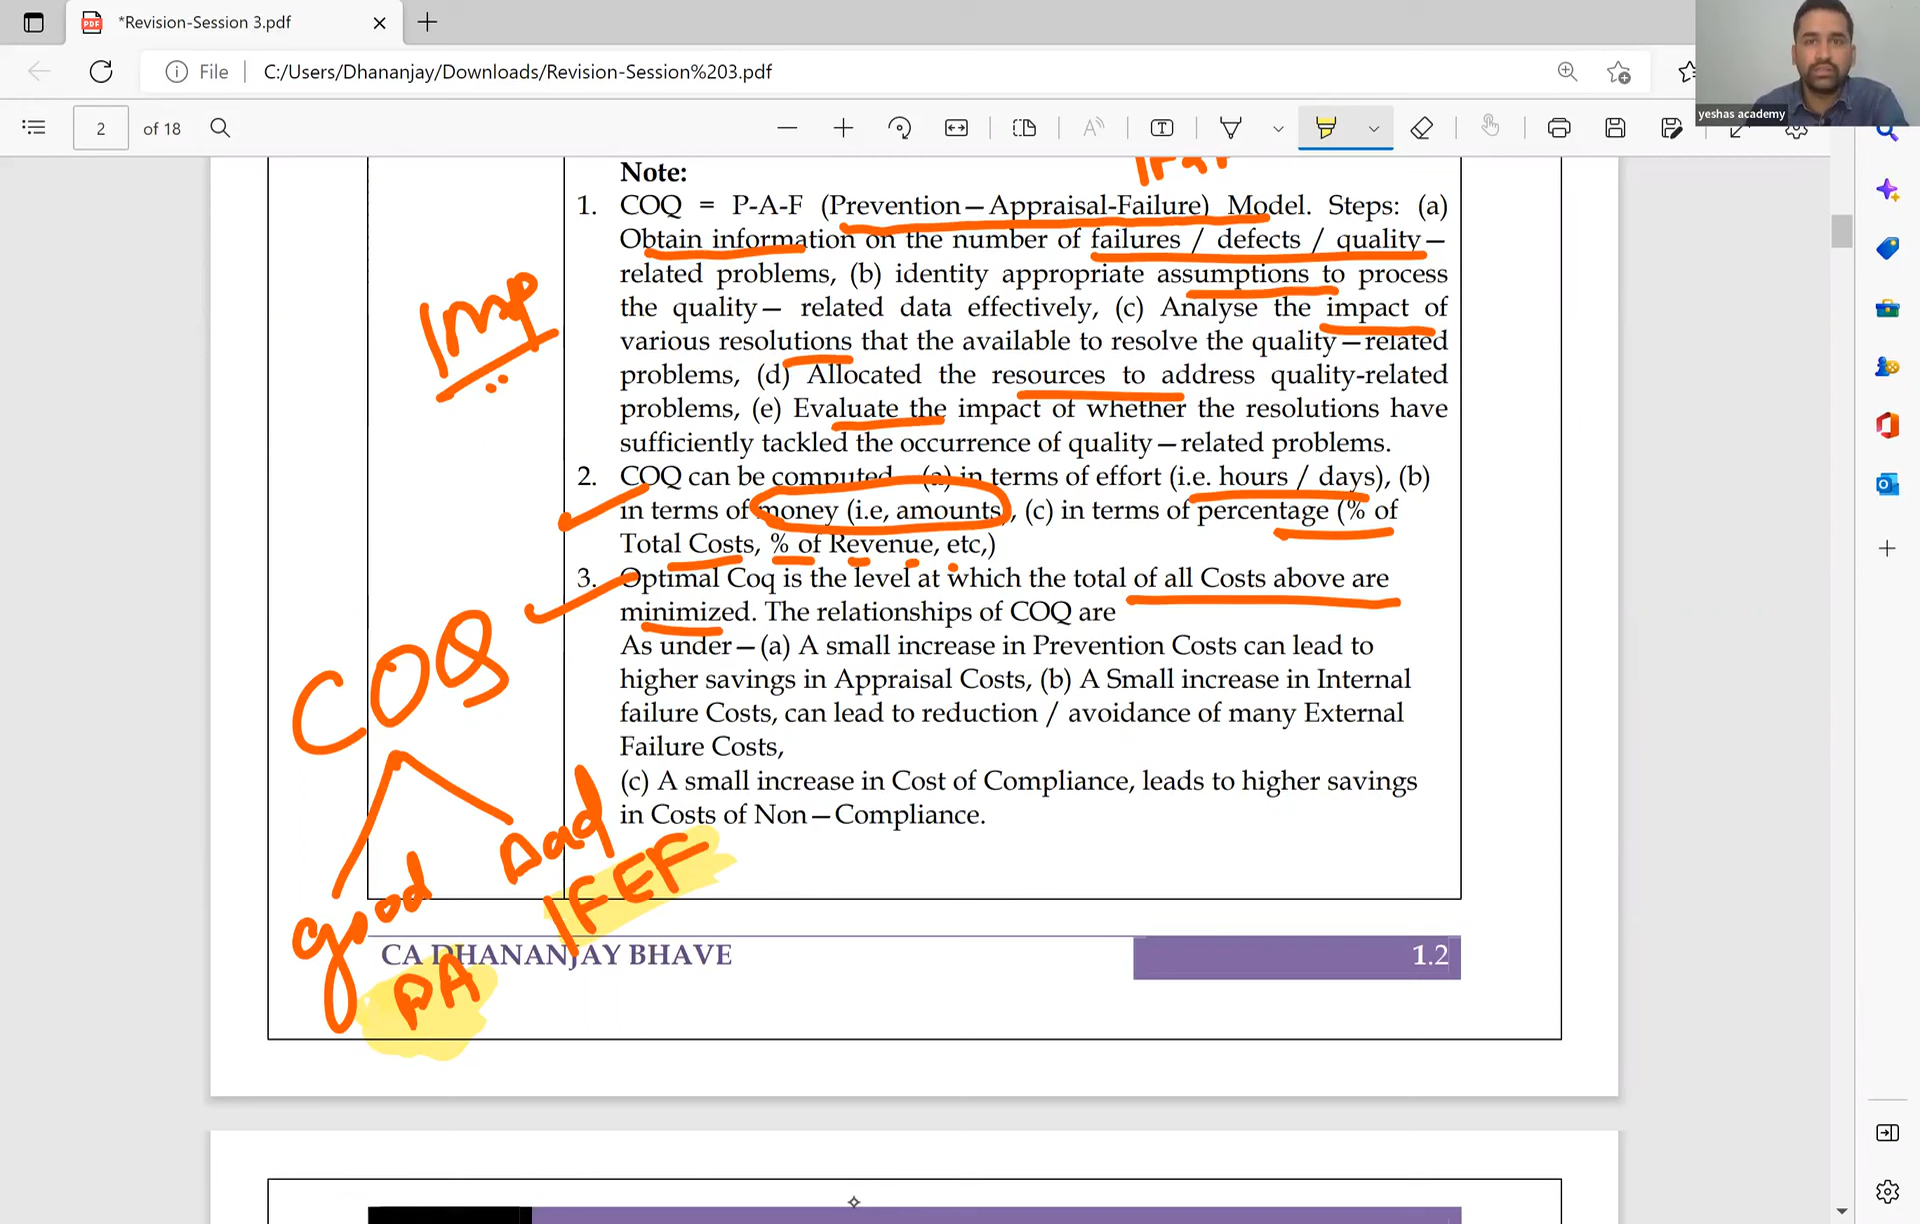 *Revision-Session 3.pdf
File
C:/Users/Dhananjay/Downloads/Revision-Session%203.pdf
yeshas academy
2 of 18
Note:
1. COQ = P-A-F (Prevention—Appraisal-Failure) Model. Steps: (a)
Obtain information on the number of failures / defects / quality—
related problems, (b) identity appropriate assumptions to process
the quality— related data effectively, (c) Analyse the impact of
various resolutions that the available to resolve the quality—related
problems, (d) Allocated the resources to address quality-related
problems, (e) Evaluate the impact of whether the resolutions have
sufficiently tackled the occurrence of quality—related problems.
Imp
2. COQ can be computed (a) in terms of effort (i.e. hours / days), (b)
in terms of money (i.e, amounts), (c) in terms of percentage (% of
Total Costs, % of Revenue, etc,)
3. Optimal Coq is the level at which the total of all Costs above are
minimized. The relationships of COQ are
As under—(a) A small increase in Prevention Costs can lead to
higher savings in Appraisal Costs, (b) A Small increase in Internal
failure Costs, can lead to reduction / avoidance of many External
Failure Costs,
(c) A small increase in Cost of Compliance, leads to higher savings
in Costs of Non—Compliance.
COQ
good Bad
IFEF
PA
CA DHANANJAY BHAVE
1.2